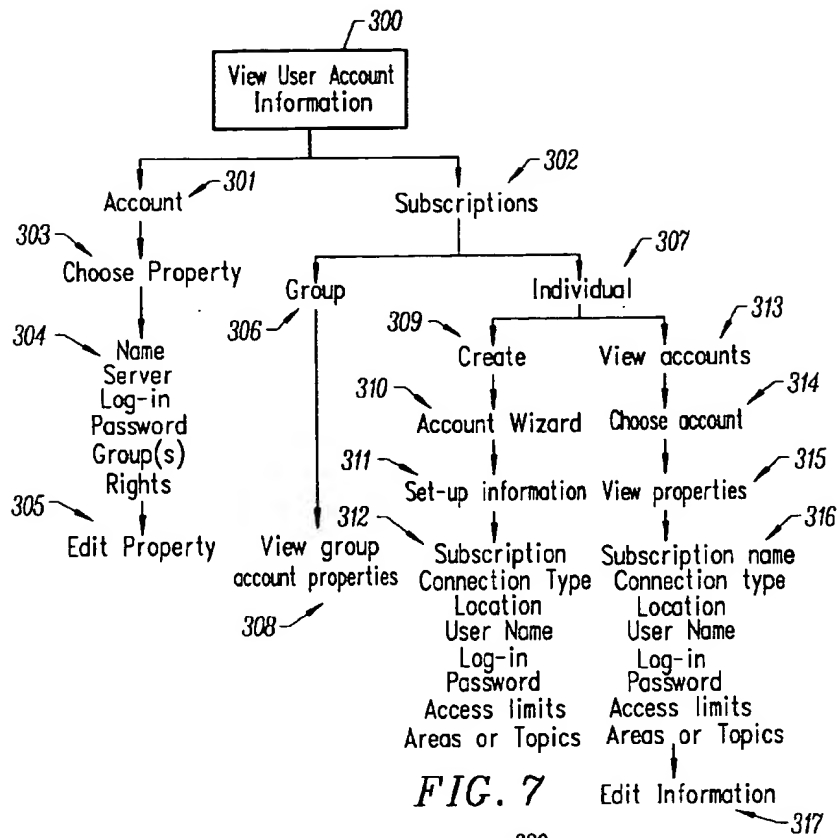 300
View User Account
Information
301
Account
302
Subscriptions
303
Choose Property
Group
306
307
Individual
304
Name
Server
Log-in
Password
Group(s)
Rights
305
Edit Property
View group
account properties
308
309
Create
310
Account Wizard
311
Set-up information
312
Subscription
Connection Type
Location
User Name
Log-in
Password
Access limits
Areas or Topics
313
View accounts
314
Choose account
315
View properties
316
Subscription name
Connection type
Location
User Name
Log-in
Password
Access limits
Areas or Topics
Edit Information
317
FIG. 7